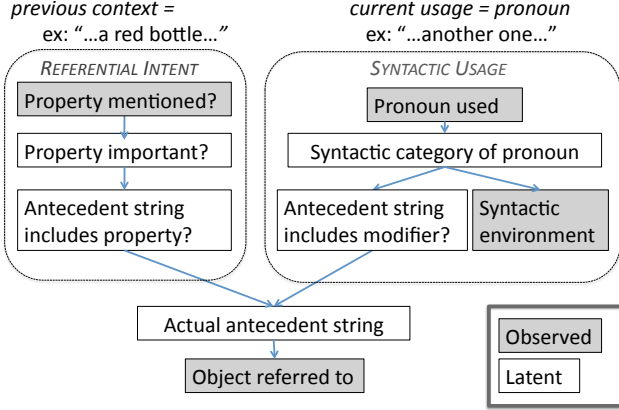 previous context =
ex: “…a red bottle…”
current usage = pronoun
ex: “…another one…”
REFERENTIAL INTENT
Property mentioned?
Property important?
Antecedent string
includes property?
SYNTACTIC USAGE
Pronoun used
Syntactic category of pronoun
Antecedent string
includes modifier?
Syntactic
environment
Actual antecedent string
Object referred to
Observed
Latent